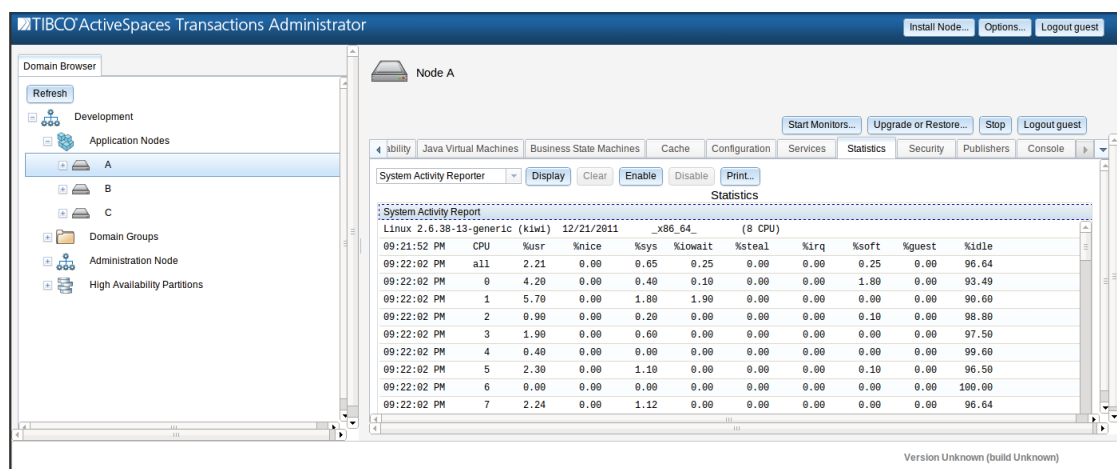 TIBCO® ActiveSpaces Transactions Administrator
Install Node... Options... Logout guest
Domain Browser
Refresh
Development
Application Nodes
A
B
C
Domain Groups
Administration Node
High Availability Partitions
Node A
Start Monitors... Upgrade or Restore... Stop Logout guest
ability Java Virtual Machines Business State Machines Cache Configuration Services Statistics Security Publishers Console
System Activity Reporter Display Clear Enable Disable Print...
Statistics
System Activity Report
Linux 2.6.38-13-generic (kiwi) 12/21/2011 _x86_64_ (8 CPU)
09:21:52 PM CPU %usr %nice %sys %iowait %steal %irq %soft %guest %idle
09:22:02 PM all 2.21 0.00 0.65 0.25 0.00 0.00 0.25 0.00 96.64
09:22:02 PM 0 4.20 0.00 0.40 0.10 0.00 0.00 1.80 0.00 93.49
09:22:02 PM 1 5.70 0.00 1.80 1.90 0.00 0.00 0.00 0.00 90.60
09:22:02 PM 2 0.90 0.00 0.20 0.00 0.00 0.00 0.10 0.00 98.80
09:22:02 PM 3 1.90 0.00 0.60 0.00 0.00 0.00 0.00 0.00 97.50
09:22:02 PM 4 0.40 0.00 0.00 0.00 0.00 0.00 0.00 0.00 99.60
09:22:02 PM 5 2.30 0.00 1.10 0.00 0.00 0.00 0.10 0.00 96.50
09:22:02 PM 6 0.00 0.00 0.00 0.00 0.00 0.00 0.00 0.00 100.00
09:22:02 PM 7 2.24 0.00 1.12 0.00 0.00 0.00 0.00 0.00 96.64
Version Unknown (build Unknown)